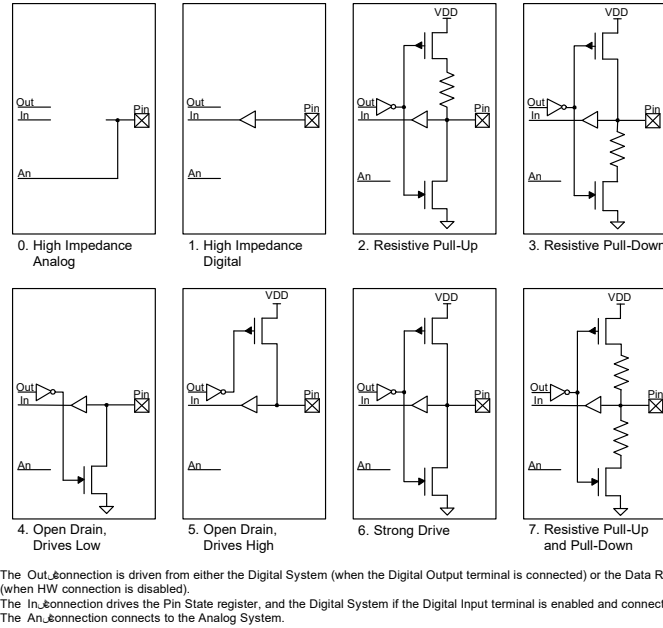 Out
In
An
Pin
0. High Impedance
Analog
Out
In
An
Pin
1. High Impedance
Digital
VDD
Out
In
An
Pin
2. Resistive Pull-Up
VDD
Out
In
An
Pin
3. Resistive Pull-Down
Out
In
An
Pin
4. Open Drain,
Drives Low
VDD
Out
In
An
Pin
5. Open Drain,
Drives High
VDD
Out
In
An
Pin
6. Strong Drive
VDD
Out
In
An
Pin
7. Resistive Pull-Up
and Pull-Down
The Out connection is driven from either the Digital System (when the Digital Output terminal is connected) or the Data R
(when HW connection is disabled).
The In connection drives the Pin State register, and the Digital System if the Digital Input terminal is enabled and connect
The An connection connects to the Analog System.